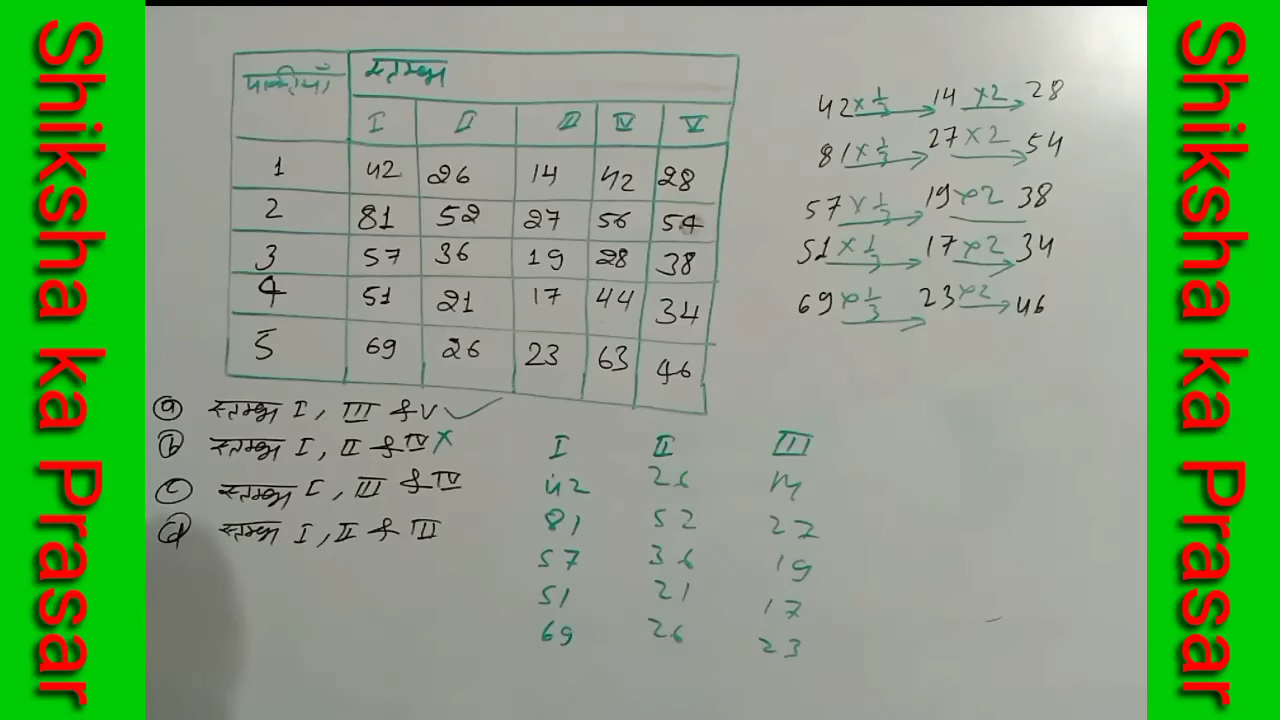 Shiksha ka Prasar
पंक्तियाँ स्तम्भ
I II II IV V
1 42 26 14 42 28
2 81 52 27 56 54
3 57 36 19 28 38
4 51 21 17 44 34
5 69 26 23 63 46
42 × 1/3 → 14 ×2 → 28
81 × 1/3 → 27 ×2 → 54
57 × 1/3 → 19 ×2 38
51 × 1/3 → 17 ×2 → 34
69 × 1/3 → 23 ×2 → 46
(a) स्तम्भ I, III & V ✓
(b) स्तम्भ I, II & IV ×
(c) स्तम्भ I, III & IV
(d) स्तम्भ I, II & III
I II III
42 26 14
81 52 27
57 36 19
51 21 17
69 26 23
Shiksha ka Prasar